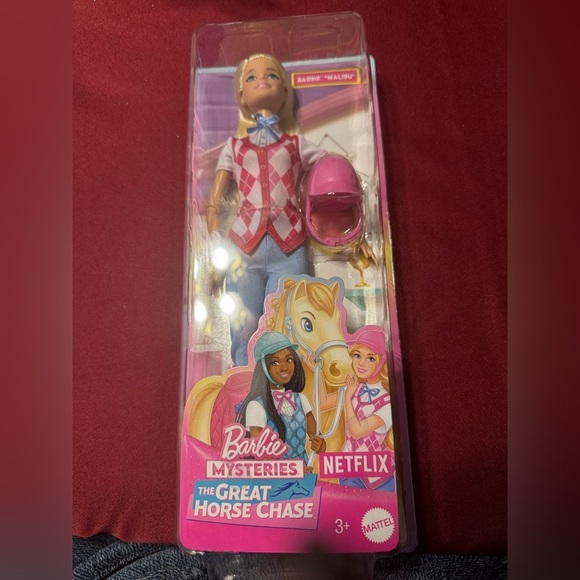 BARBIE "MALIBU"
Barbie
MYSTERIES
THE GREAT
HORSE CHASE
NETFLIX
3+
MATTEL